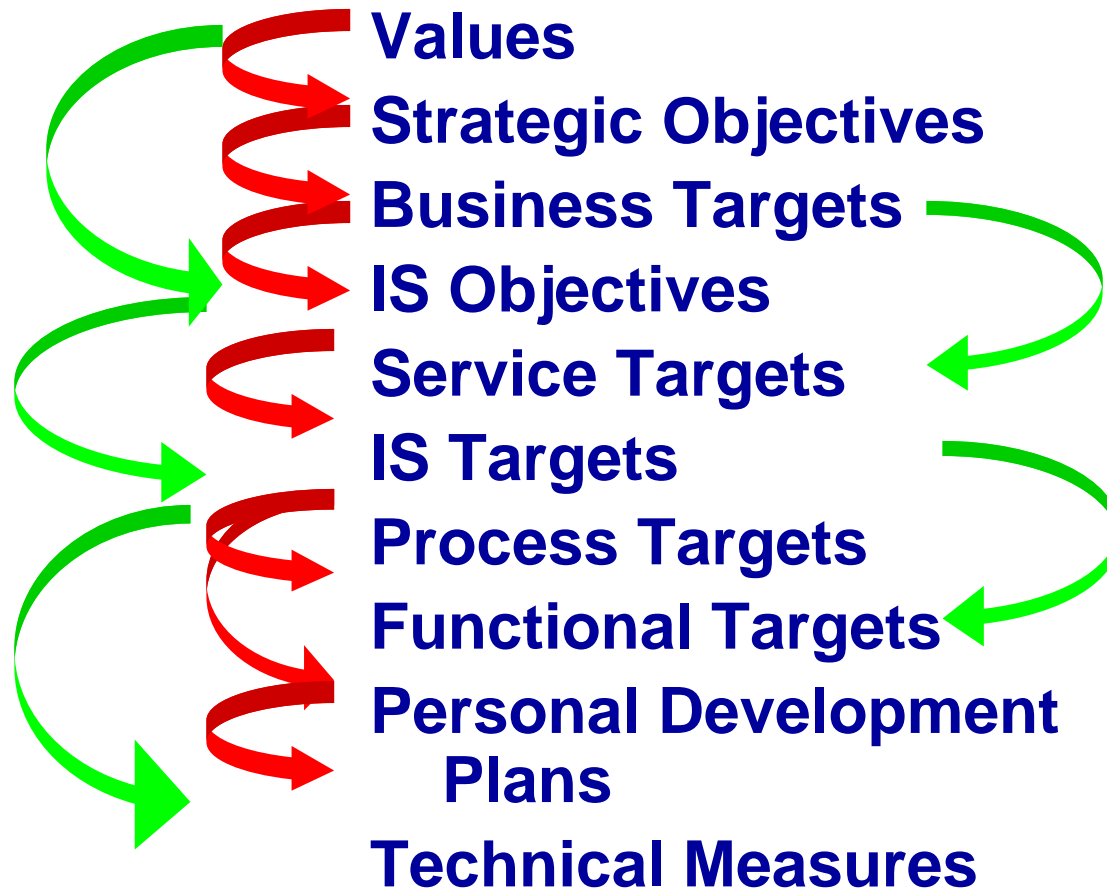 Values
Strategic Objectives
Business Targets
IS Objectives
Service Targets
IS Targets
Process Targets
Functional Targets
Personal Development
Plans
Technical Measures